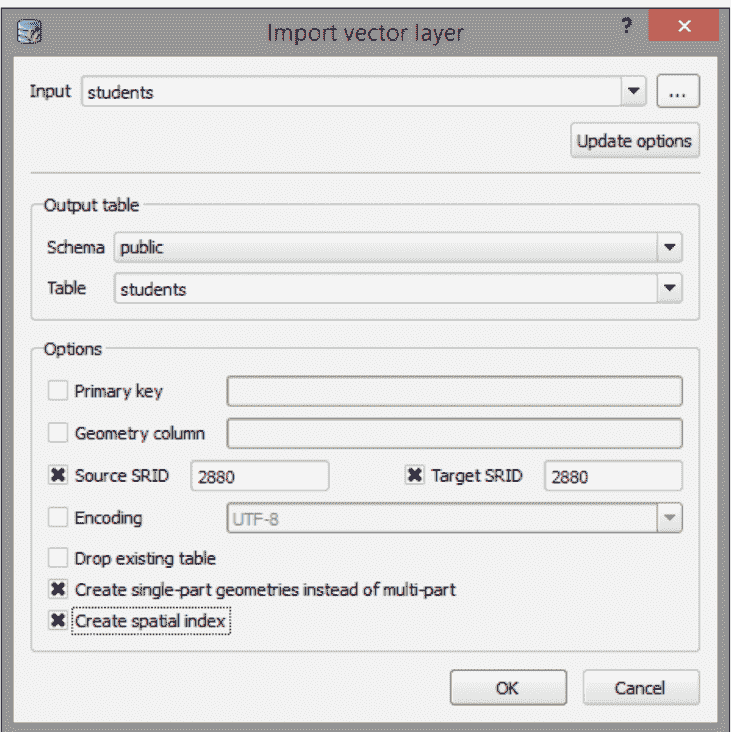 Import vector layer ?
Input students ...
Update options
Output table
Schema public
Table students
Options
Primary key
Geometry column
Source SRID 2880 Target SRID 2880
Encoding UTF-8
Drop existing table
Create single-part geometries instead of multi-part
Create spatial index
OK Cancel